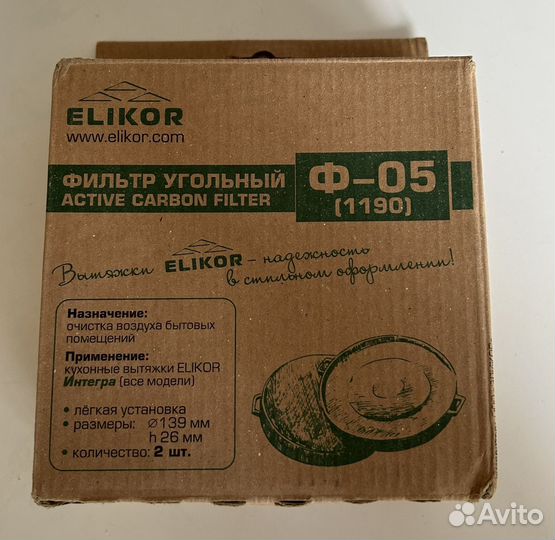 ELIKOR
www.elikor.com
ФИЛЬТР УГОЛЬНЫЙ
ACTIVE CARBON FILTER
Ф-05
(1190)
Вытяжки ELIKOR – надежность
в стильном оформлении!
Назначение:
очистка воздуха бытовых
помещений
Применение:
кухонные вытяжки ELIKOR
Интегра (все модели)
• лёгкая установка
• размеры: ∅139 мм
h 26 мм
• количество: 2 шт.
Avito